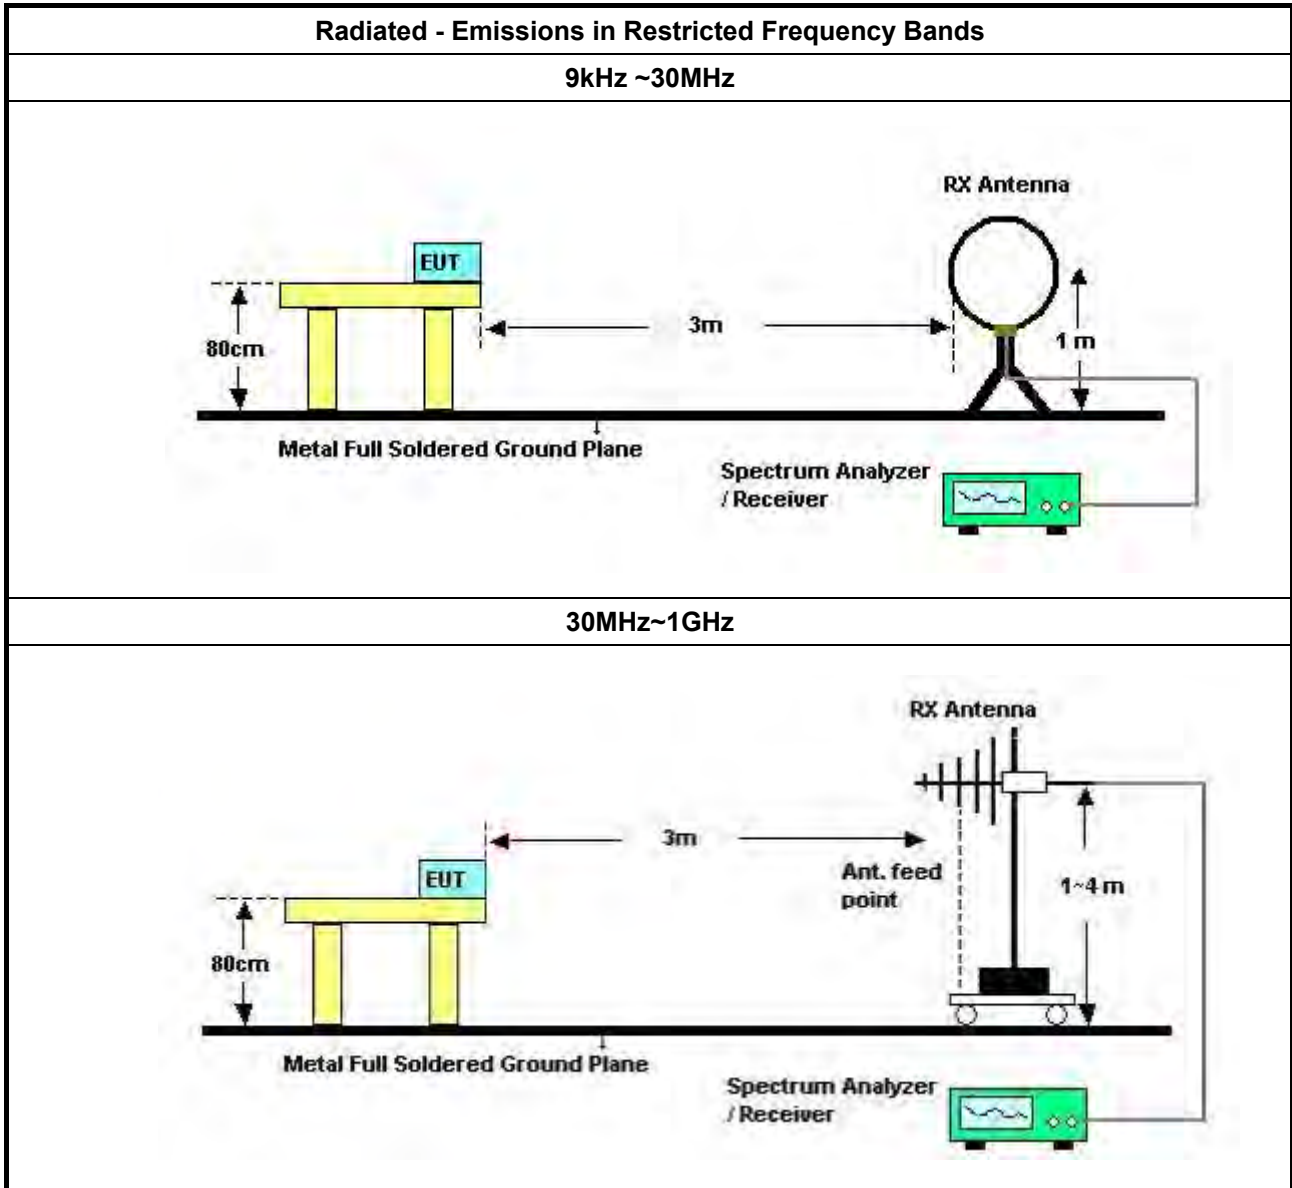 Radiated - Emissions in Restricted Frequency Bands
9kHz ~30MHz
RX Antenna
EUT
3m
80cm
1 m
Metal Full Soldered Ground Plane
Spectrum Analyzer
/ Receiver
30MHz~1GHz
RX Antenna
3m
EUT
Ant. feed
point
1~4 m
80cm
Metal Full Soldered Ground Plane
Spectrum Analyzer
/ Receiver